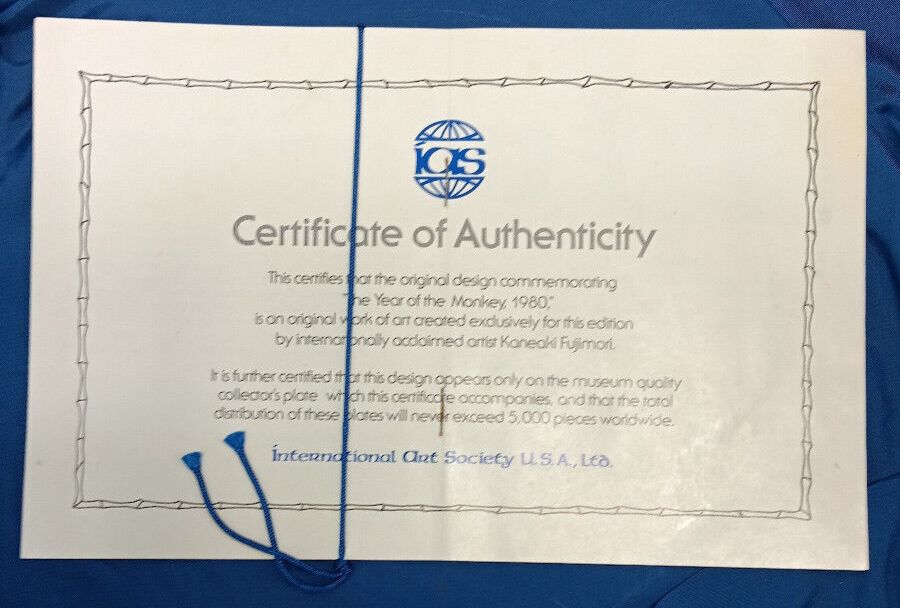 ias
Certificate of Authenticity
This certifies that the original design commemorating
"The Year of the Monkey, 1980,"
is an original work of art created exclusively for this edition
by internationally acclaimed artist Kaneaki Fujimori.
It is further certified that this design appears only on the museum quality
collector's plate which this certificate accompanies, and that the total
distribution of these plates will never exceed 5,000 pieces worldwide.
International Art Society U.S.A., Ltd.